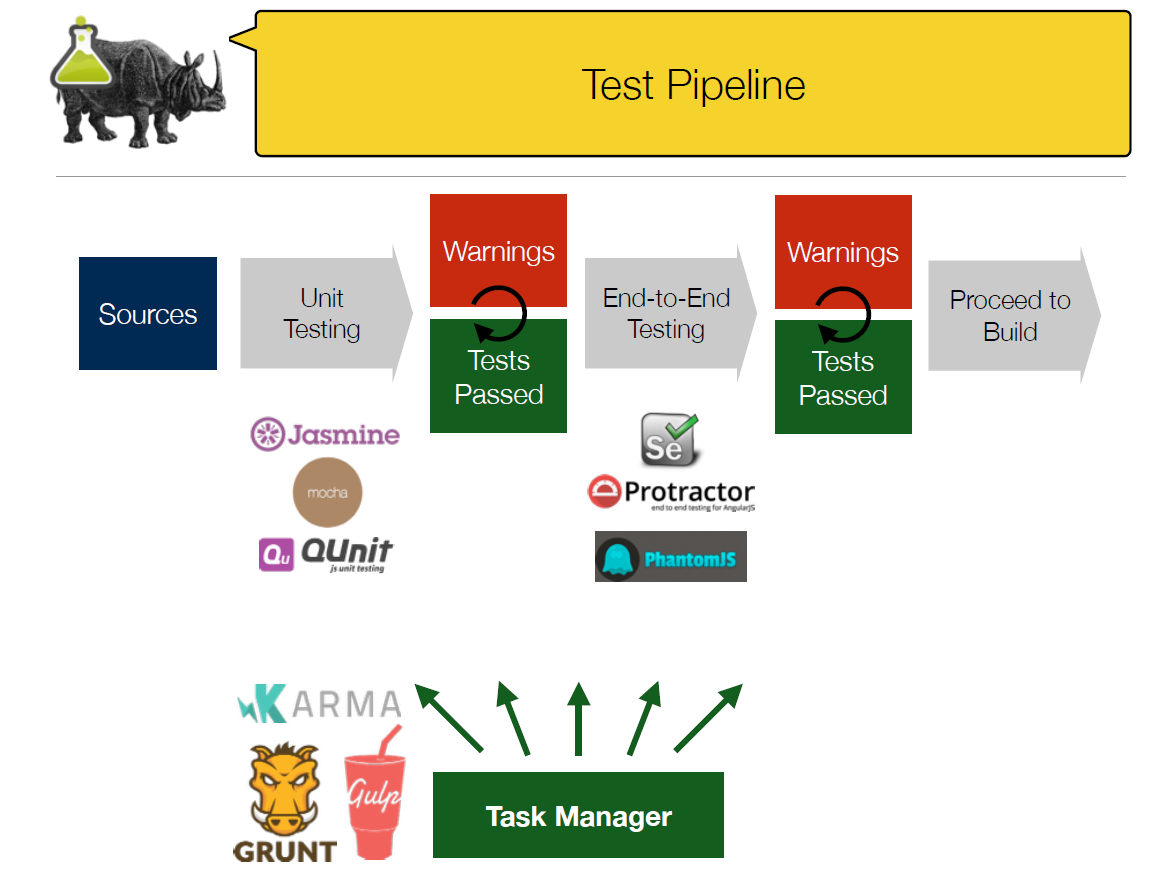 Test Pipeline
Sources
Unit
Testing
Warnings
Tests
Passed
End-to-End
Testing
Warnings
Tests
Passed
Proceed to
Build
Jasmine
mocha
Qu QUnit
js unit testing
Se
Protractor
end to end testing for AngularJS
PhantomJS
KARMA
GRUNT
Gulp
Task Manager